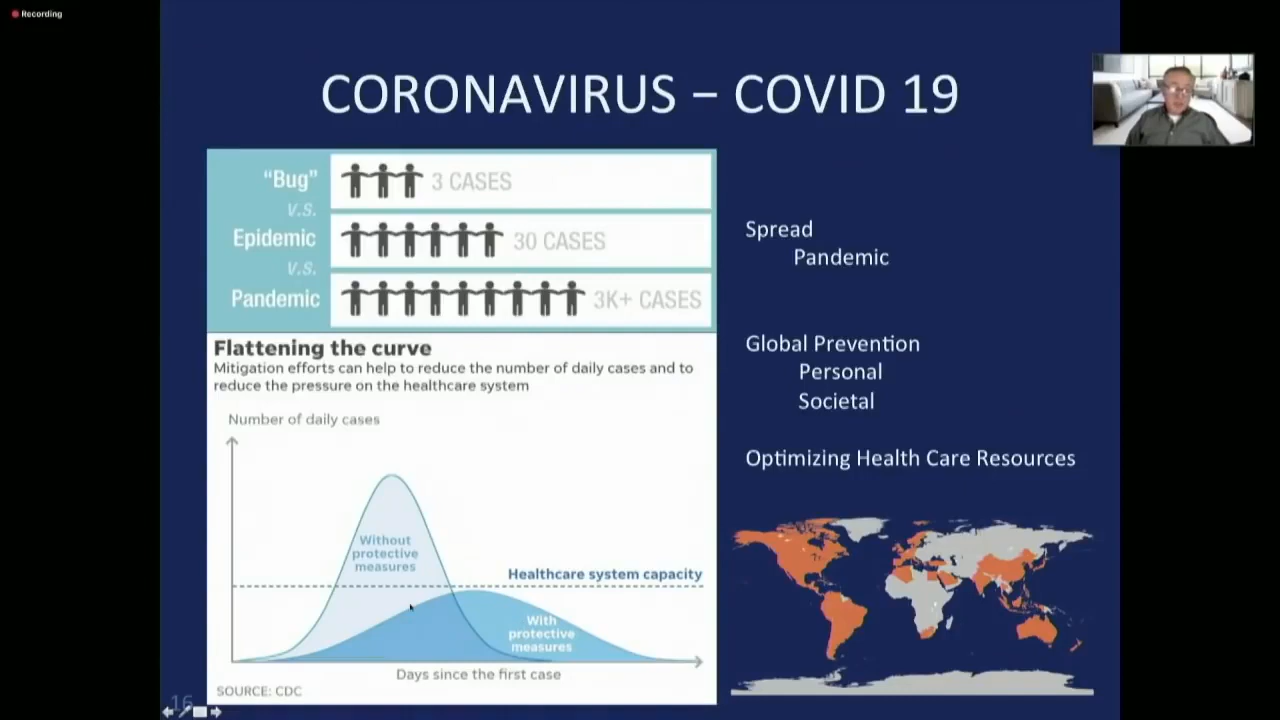 Recording
CORONAVIRUS – COVID 19
"Bug"
3 CASES
V.S.
Epidemic
30 CASES
V.S.
Pandemic
3K+ CASES
Flattening the curve
Mitigation efforts can help to reduce the number of daily cases and to
reduce the pressure on the healthcare system
Number of daily cases
Without
protective
measures
Healthcare system capacity
With
protective
measures
Days since the first case
SOURCE: CDC
Spread
Pandemic
Global Prevention
Personal
Societal
Optimizing Health Care Resources
16